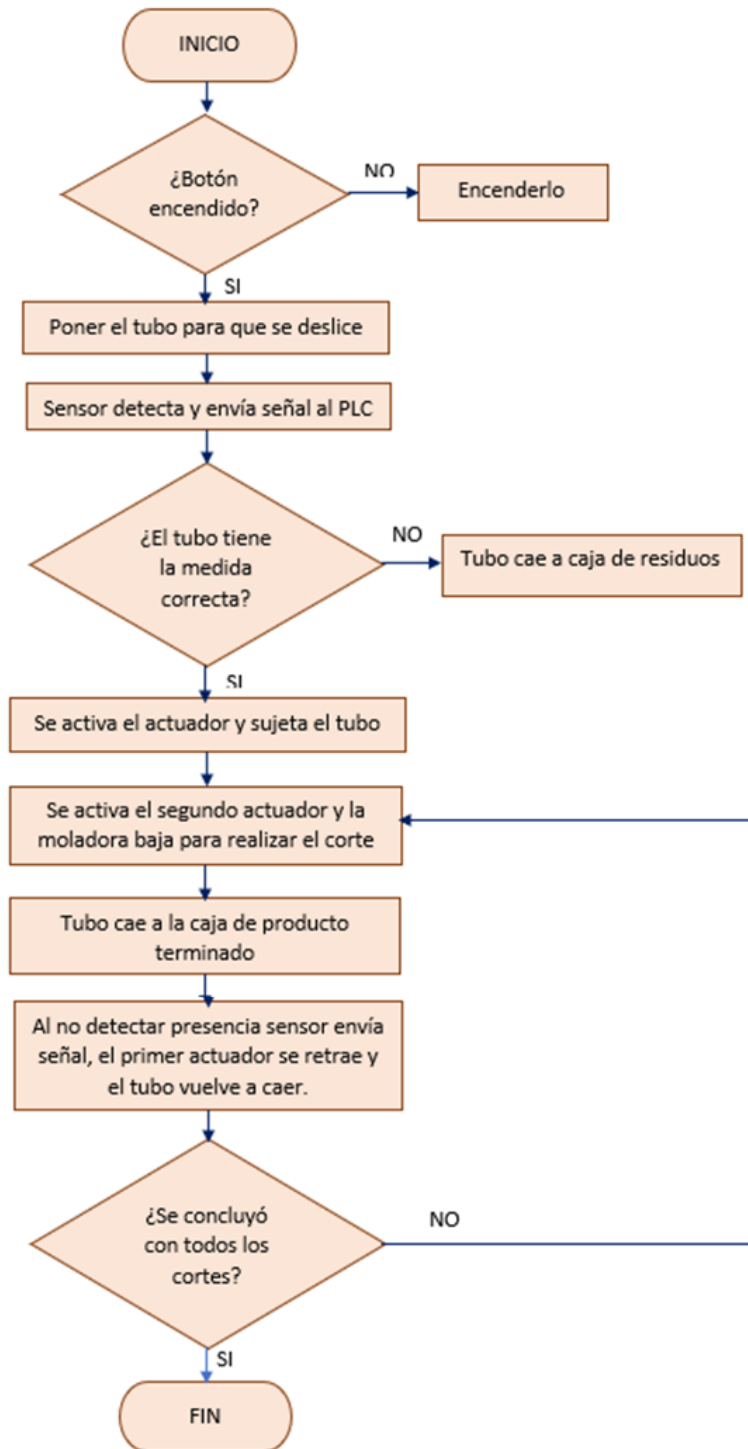 INICIO
¿Botón
encendido?
NO
Encenderlo
SI
Poner el tubo para que se deslice
Sensor detecta y envía señal al PLC
¿El tubo tiene
la medida
correcta?
NO
Tubo cae a caja de residuos
SI
Se activa el actuador y sujeta el tubo
Se activa el segundo actuador y la
moladora baja para realizar el corte
Tubo cae a la caja de producto
terminado
Al no detectar presencia sensor envía
señal, el primer actuador se retrae y
el tubo vuelve a caer.
¿Se concluyó
con todos los
cortes?
NO
SI
FIN